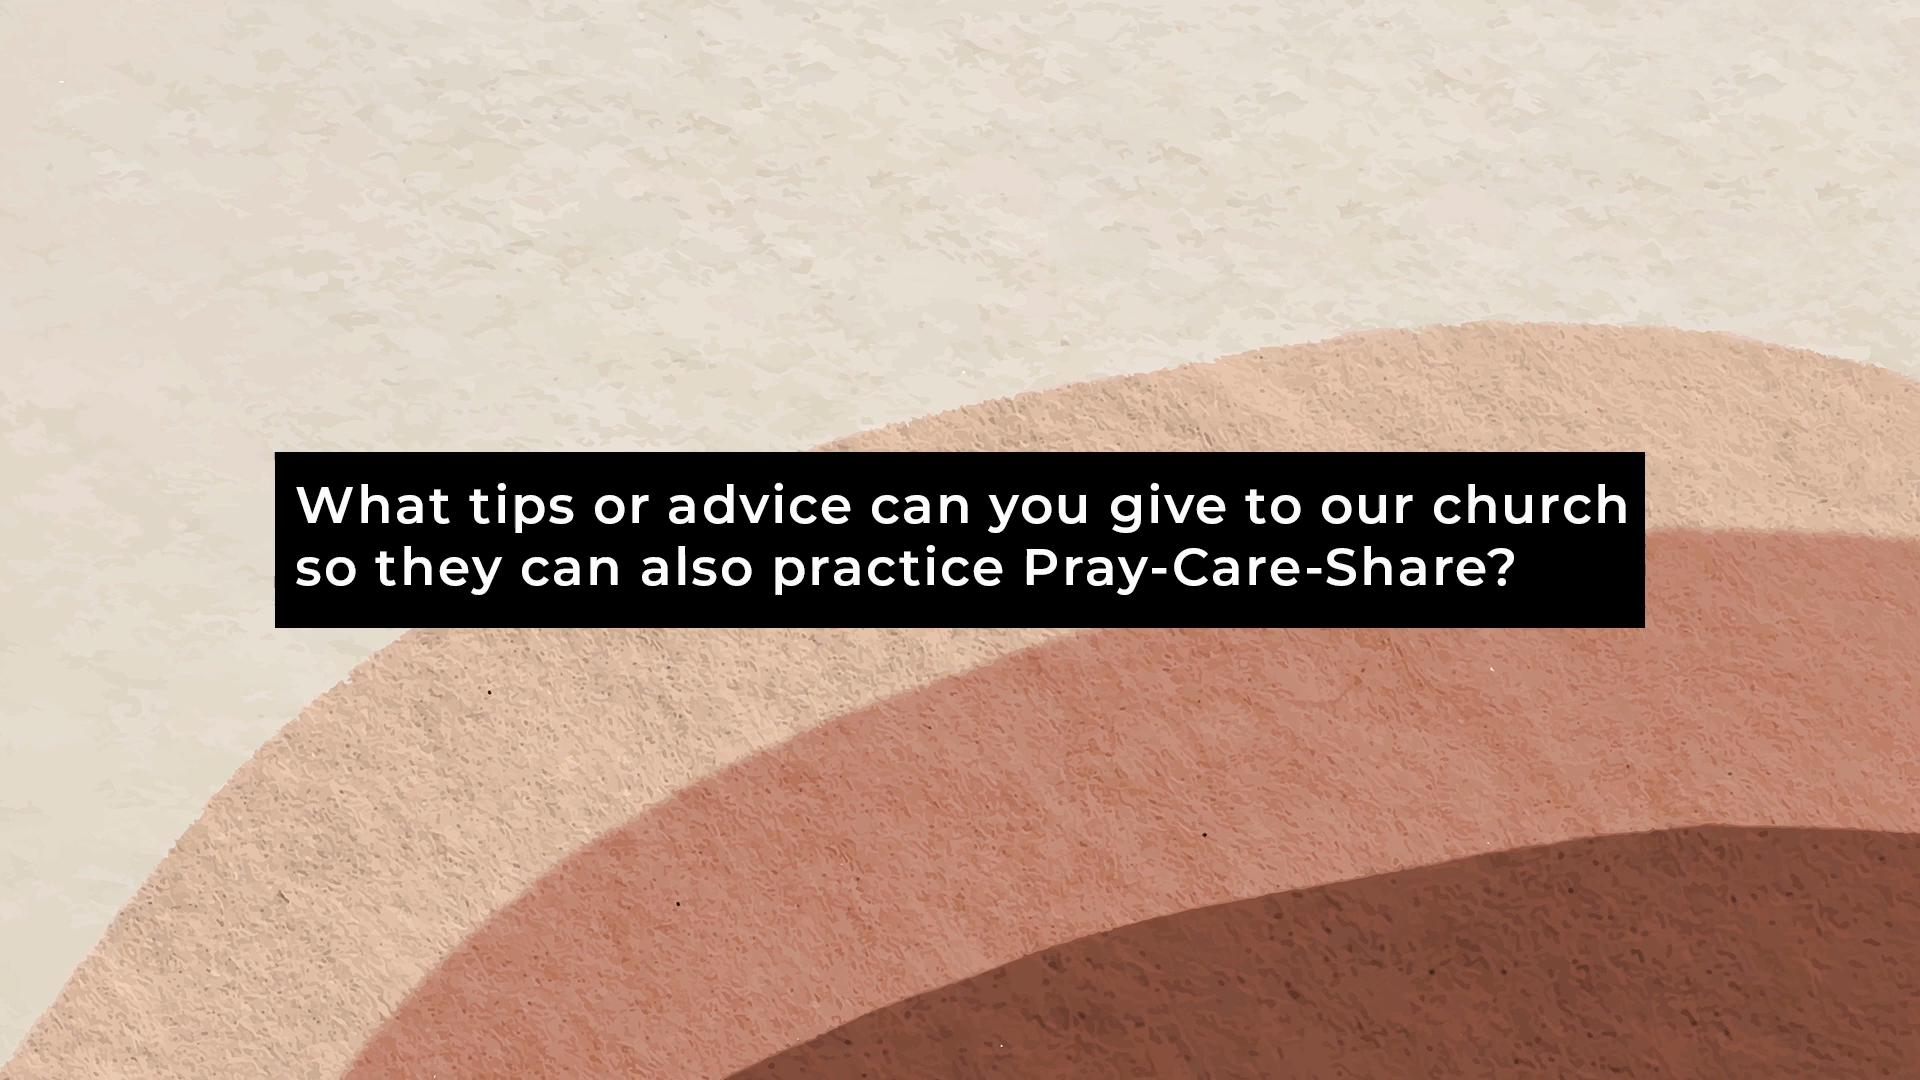 What tips or advice can you give to our church
so they can also practice Pray-Care-Share?